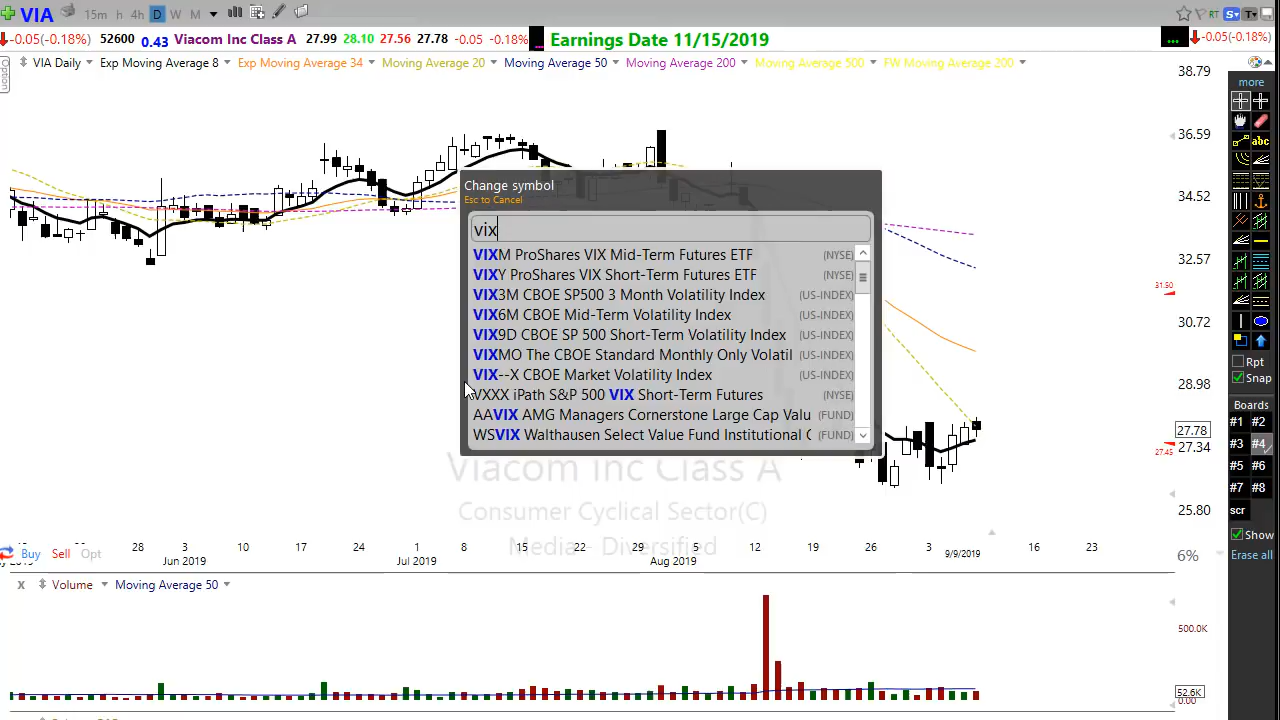 VIA 15m h 4h D W M RT S T
-0.05(-0.18%) 52600 0.43 Viacom Inc Class A 27.99 28.10 27.56 27.78 -0.05 -0.18% ... Earnings Date 11/15/2019 ... -0.05(-0.18%)
VIA Daily Exp Moving Average 8 Exp Moving Average 34 Moving Average 20 Moving Average 50 Moving Average 200 Moving Average 500 FW Moving Average 200
Option
38.79
36.59
34.52
32.57
31.50
30.72
28.98
27.78
27.34
27.45
25.80
Change symbol
Esc to Cancel
vix
VIXM ProShares VIX Mid-Term Futures ETF (NYSE)
VIXY ProShares VIX Short-Term Futures ETF (NYSE)
VIX3M CBOE SP500 3 Month Volatility Index (US-INDEX)
VIX6M CBOE Mid-Term Volatility Index (US-INDEX)
VIX9D CBOE SP 500 Short-Term Volatility Index (US-INDEX)
VIXMO The CBOE Standard Monthly Only Volatil (US-INDEX)
VIX--X CBOE Market Volatility Index (US-INDEX)
VXXX iPath S&P 500 VIX Short-Term Futures (NYSE)
AAVIX AMG Managers Cornerstone Large Cap Valu (FUND)
WSVIX Walthausen Select Value Fund Institutional C (FUND)
Viacom Inc Class A
Consumer Cyclical Sector(C)
Media - Diversified
28 3 10 17 24 1 8 15 22 29 5 12 19 26 3 9/9/2019 16 23
Jun 2019 Jul 2019 Aug 2019
Buy Sell Opt
6%
x Volume Moving Average 50
500.0K
52.6K
0.00
more
abc
Rpt
Snap
Boards
#1 #2
#3 #4
#5 #6
#7 #8
scr
Show
Erase all